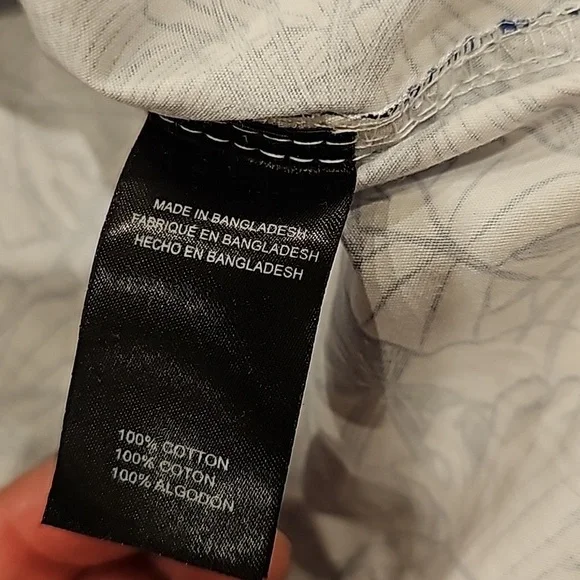 MADE IN BANGLADESH
FABRIQUÉ EN BANGLADESH
HECHO EN BANGLADESH
100% COTTON
100% COTON
100% ALGODON